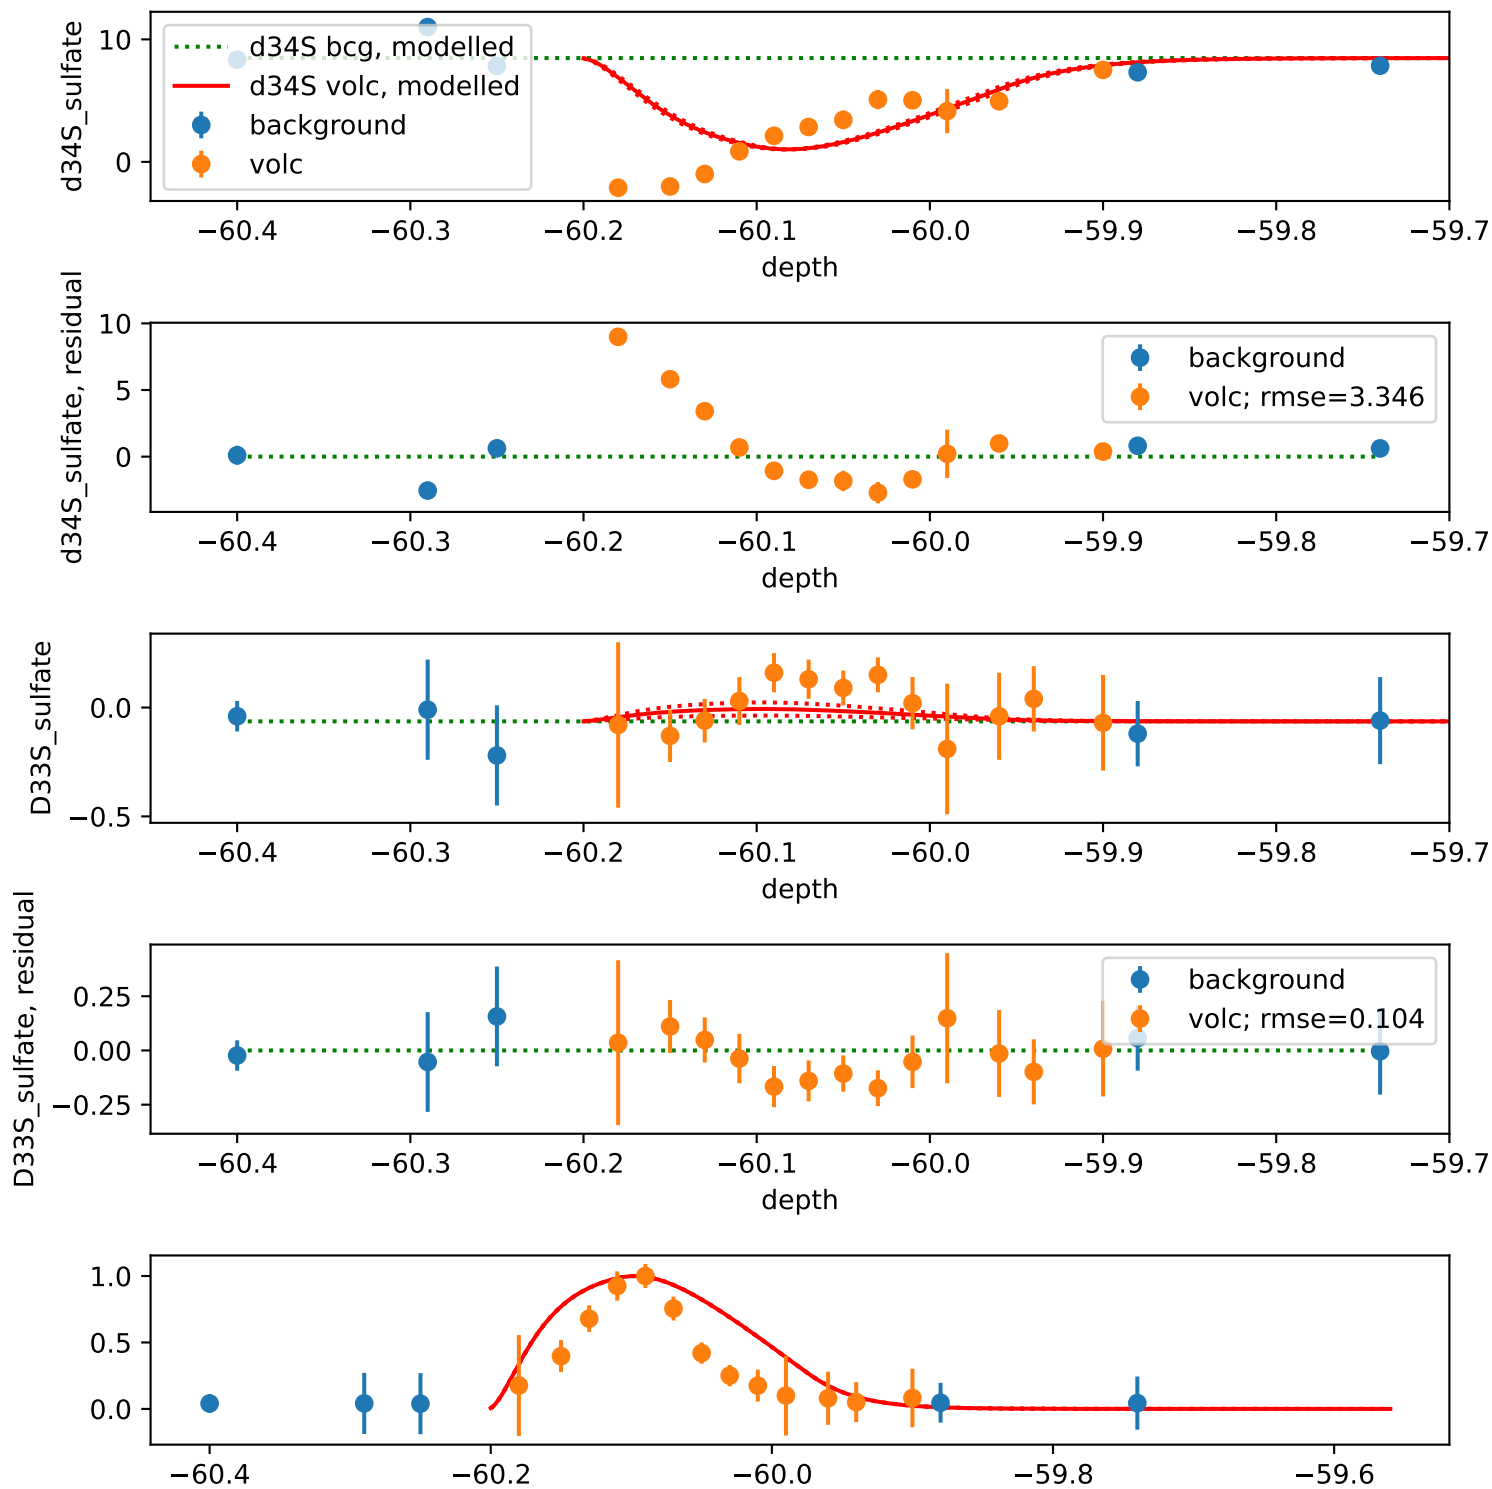 d34S_sulfate
10
0
d34S bcg, modelled
d34S volc, modelled
background
volc
−60.4 −60.3 −60.2 −60.1 −60.0 −59.9 −59.8 −59.7
depth
d34S_sulfate, residual
10
5
0
background
volc; rmse=3.346
−60.4 −60.3 −60.2 −60.1 −60.0 −59.9 −59.8 −59.7
depth
D33S_sulfate
0.0
−0.5
−60.4 −60.3 −60.2 −60.1 −60.0 −59.9 −59.8 −59.7
depth
D33S_sulfate, residual
0.25
0.00
−0.25
background
volc; rmse=0.104
−60.4 −60.3 −60.2 −60.1 −60.0 −59.9 −59.8 −59.7
depth
1.0
0.5
0.0
−60.4 −60.2 −60.0 −59.8 −59.6